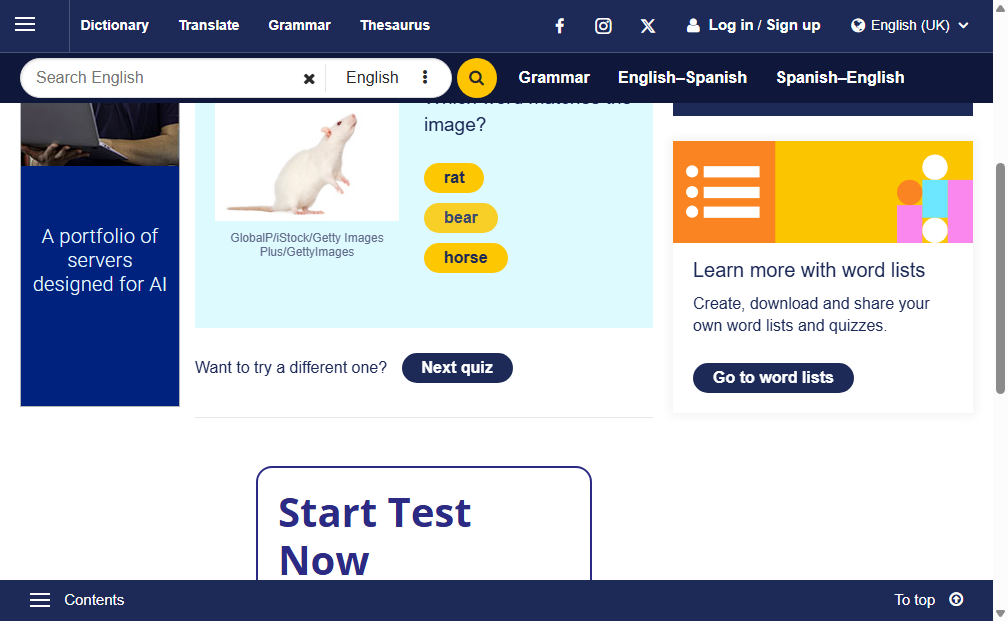 Dictionary
Translate
Grammar
Thesaurus
Log in / Sign up
English (UK)
Search English
English
Grammar
English–Spanish
Spanish–English
image?
rat
bear
horse
GlobalP/iStock/Getty Images
Plus/GettyImages
A portfolio of
servers
designed for AI
Learn more with word lists
Create, download and share your
own word lists and quizzes.
Go to word lists
Want to try a different one?
Next quiz
Start Test
Now
Contents
To top